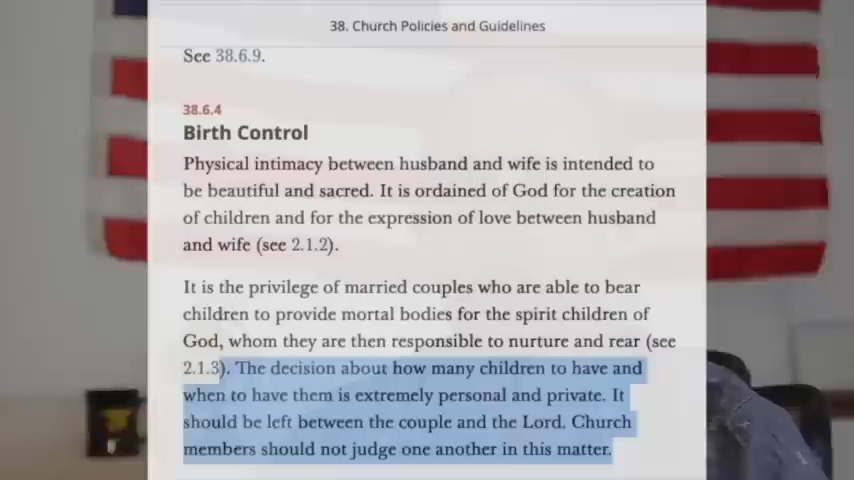 38. Church Policies and Guidelines
See 38.6.9.
38.6.4
Birth Control
Physical intimacy between husband and wife is intended to
be beautiful and sacred. It is ordained of God for the creation
of children and for the expression of love between husband
and wife (see 2.1.2).
It is the privilege of married couples who are able to bear
children to provide mortal bodies for the spirit children of
God, whom they are then responsible to nurture and rear (see
2.1.3). The decision about how many children to have and
when to have them is extremely personal and private. It
should be left between the couple and the Lord. Church
members should not judge one another in this matter.